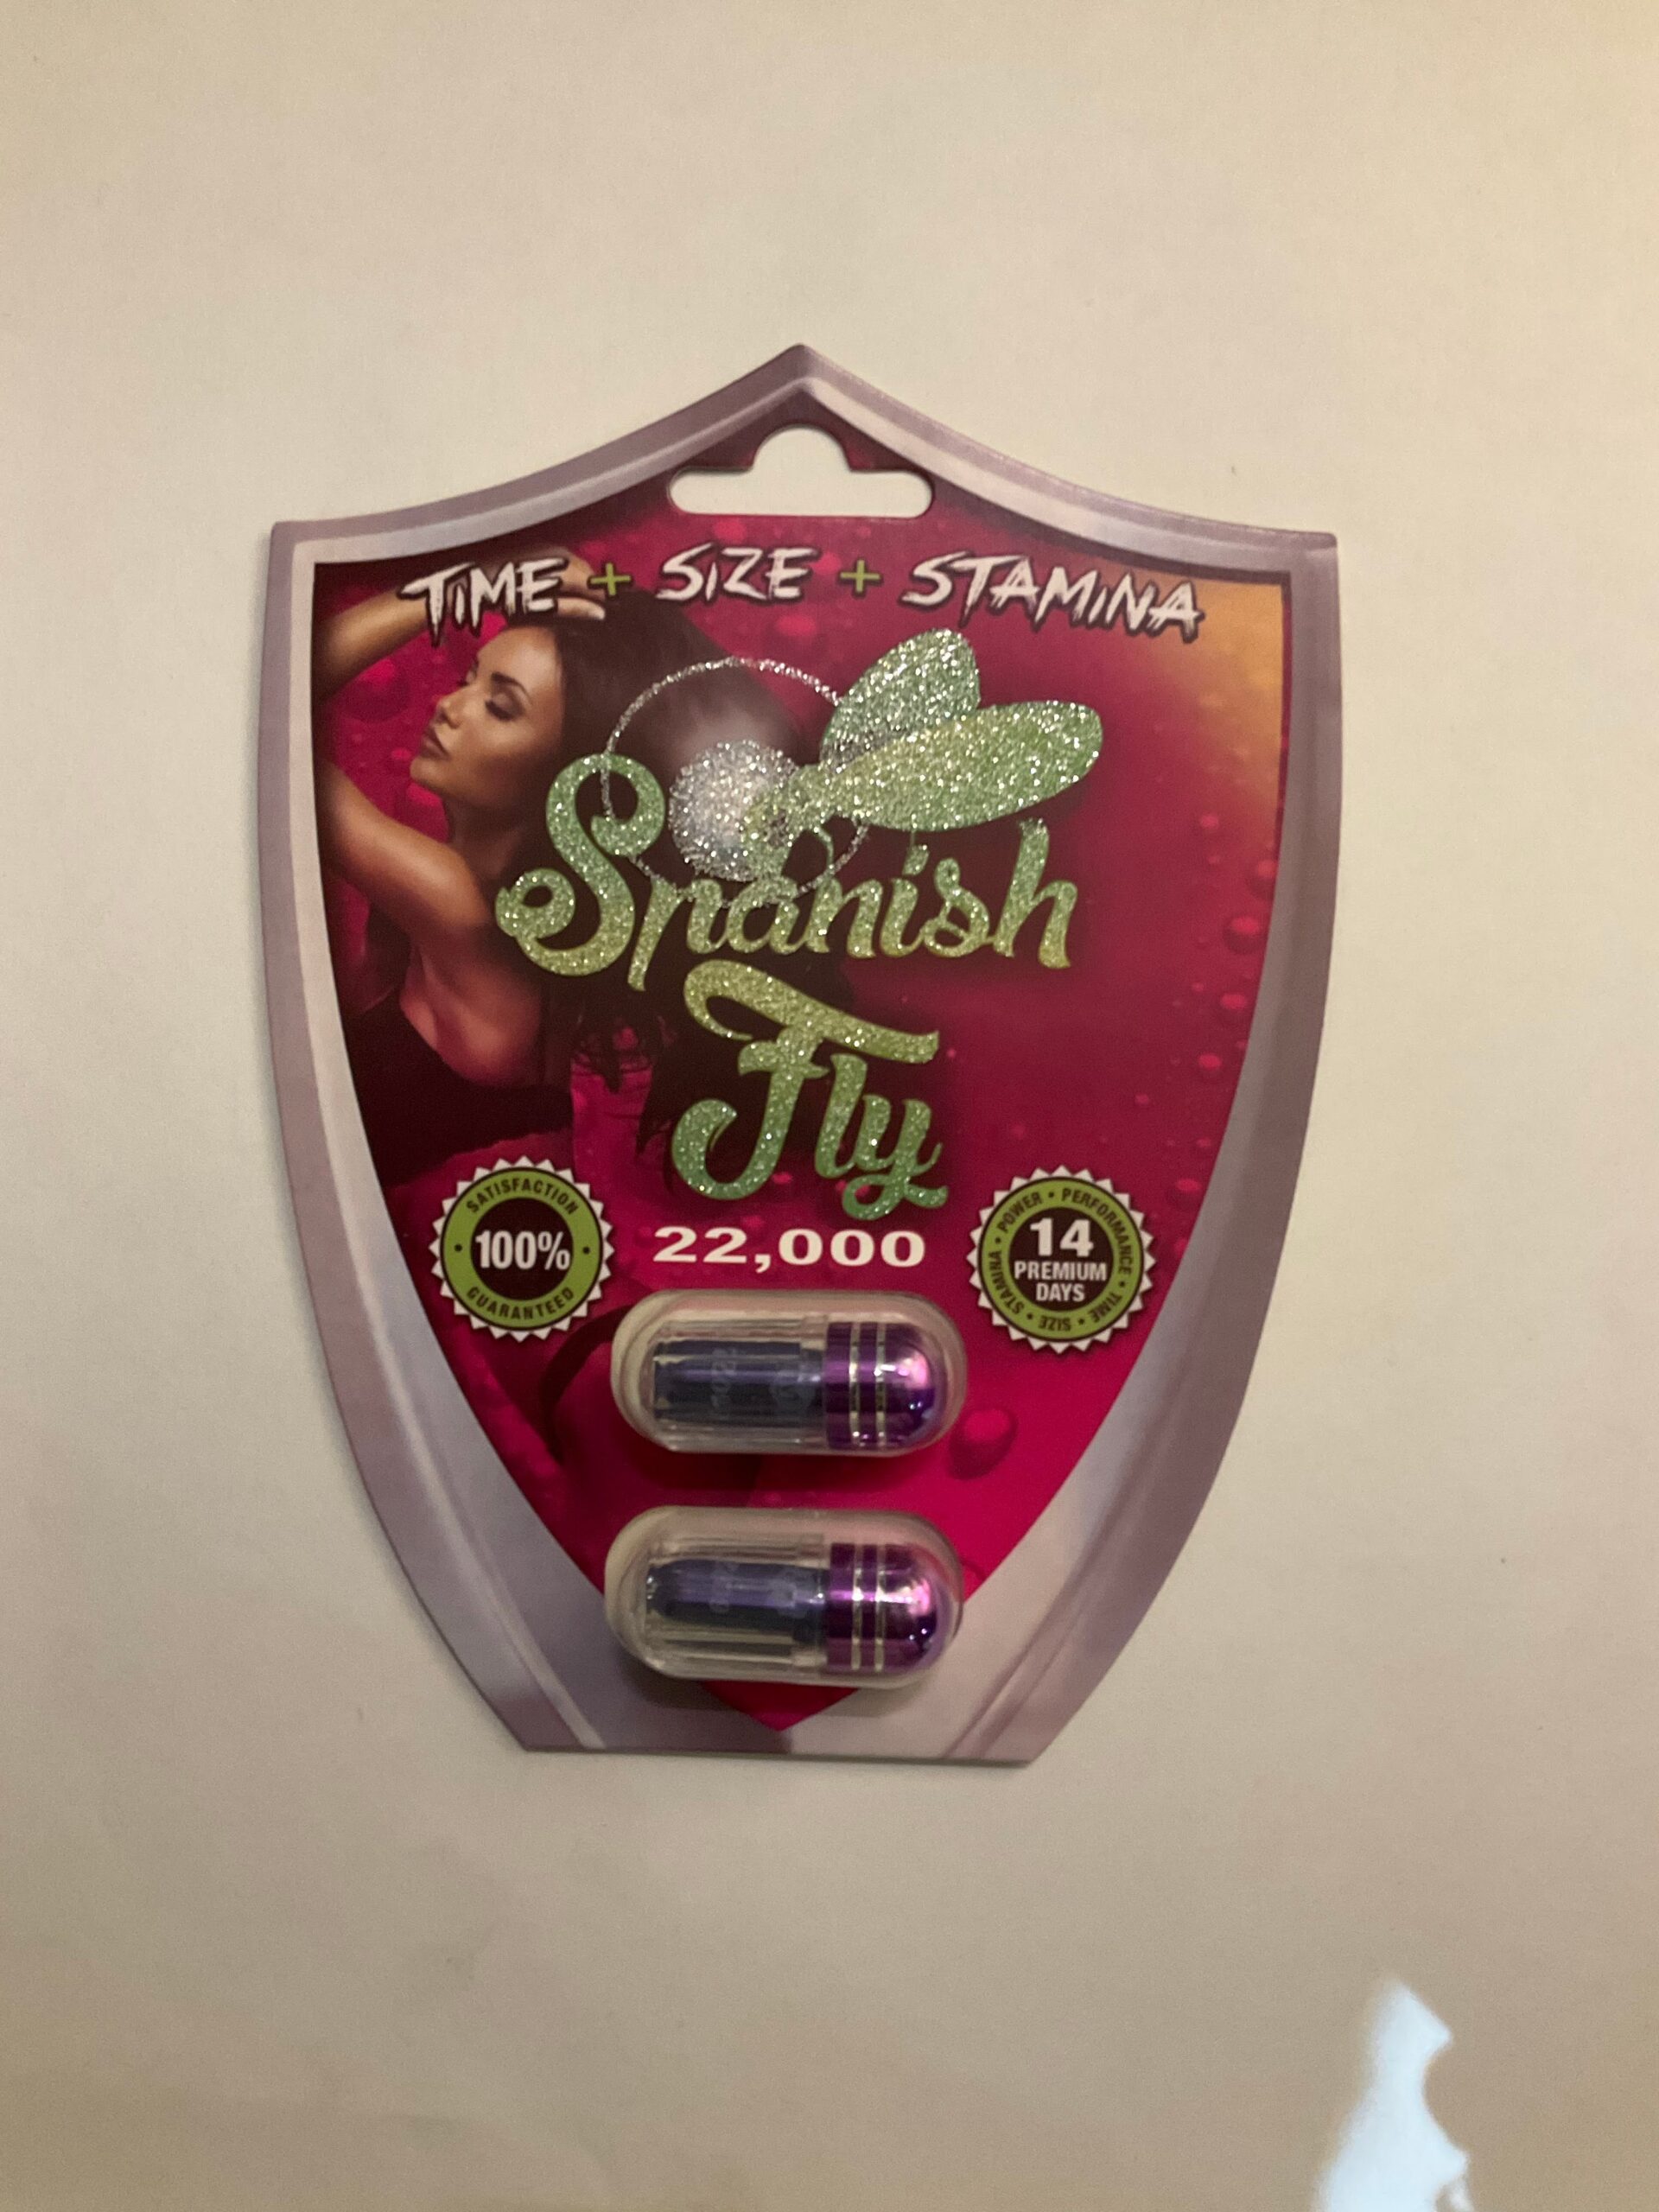 TIME + SIZE + STAMINA
Spanish
Fly
22,000
SATISFACTION
100%
GUARANTEED
POWER • PERFORMANCE • TIME • SIZE • STAMINA •
14
PREMIUM
DAYS